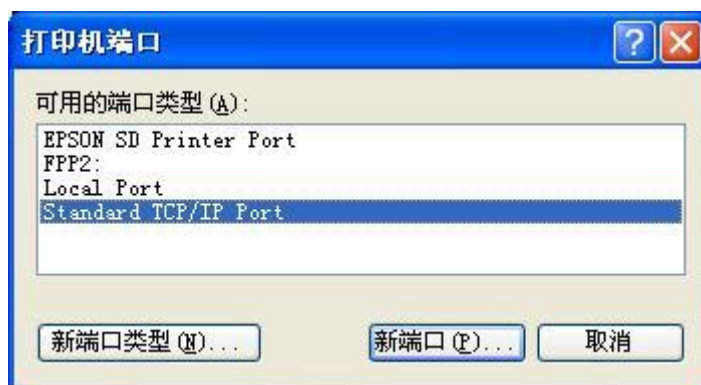 打印机端口
可用的端口类型(A):
EPSON SD Printer Port
FPP2:
Local Port
Standard TCP/IP Port
新端口类型(N)... 新端口(P)... 取消